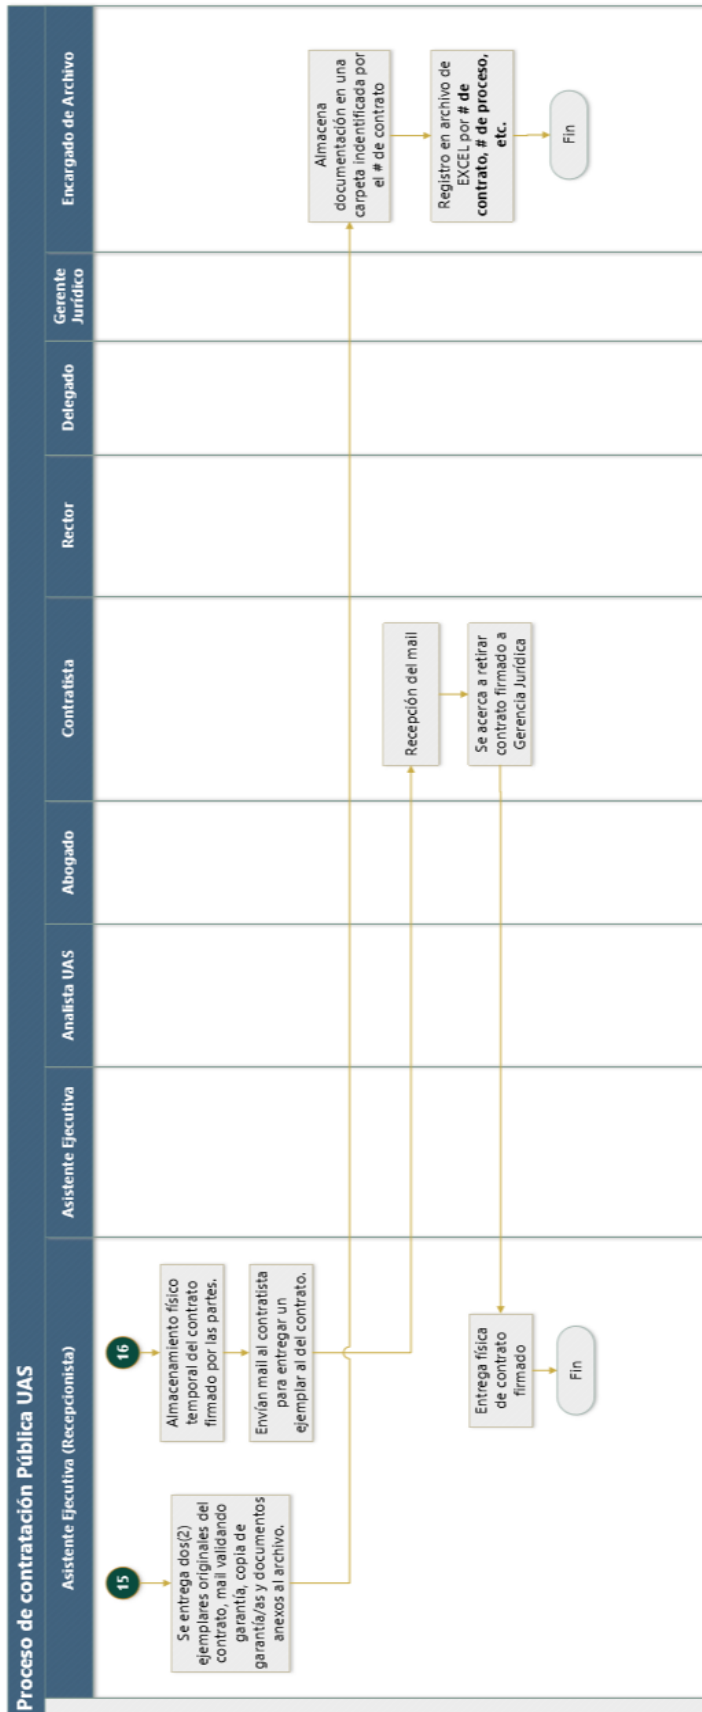 Proceso de contratación Pública UAS
Asistente Ejecutiva (Recepcionista)
Asistente Ejecutiva
Analista UAS
Abogado
Contratista
Rector
Delegado
Gerente
Jurídico
Encargado de Archivo
15
Se entrega dos(2)
ejemplares originales del
contrato, mail validando
garantía, copia de
garantía/as y documentos
anexos al archivo.
16
Almacenamiento físico
temporal del contrato
firmado por las partes.
Envían mail al contratista
para entregar un
ejemplar al del contrato.
Entrega física
de contrato
firmado
Fin
Recepción del mail
Se acerca a retirar
contrato firmado a
Gerencia Jurídica
Almacena
documentación en una
carpeta indentificada por
el # de contrato
Registro en archivo de
EXCEL por # de
contrato, # de proceso,
etc.
Fin